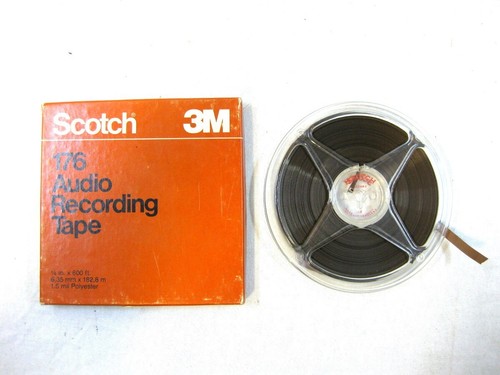 Scotch 3M
176
Audio
Recording
Tape
¼ in. x 600 ft.
6.35 mm x 182.8 m
1.5 mil Polyester